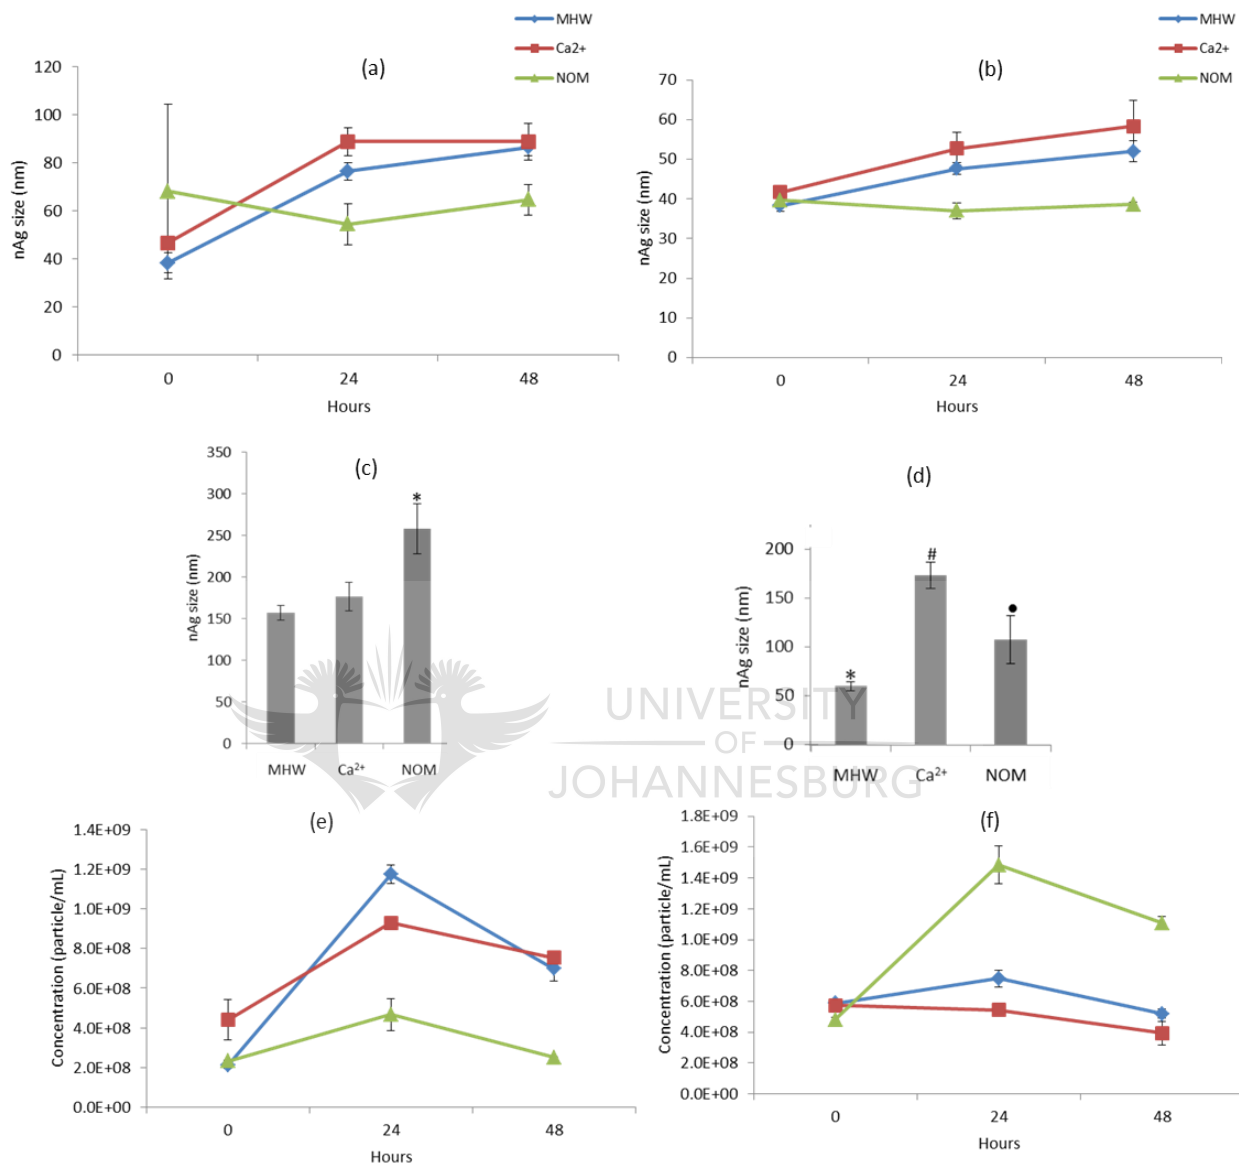 MHW
Ca2+
NOM
(a)
120
100
80
60
40
20
0
nAg size (nm)
0 24 48
Hours
MHW
Ca2+
NOM
(b)
70
60
50
40
30
20
10
0
nAg size (nm)
0 24 48
Hours
(c)
350
300
250
200
150
100
50
0
nAg size (nm)
*
MHW Ca²⁺ NOM
(d)
200
150
100
50
0
nAg size (nm)
* # •
MHW Ca²⁺ NOM
UNIVERSITY
OF
JOHANNESBURG
(e)
1.4E+09
1.2E+09
1.0E+09
8.0E+08
6.0E+08
4.0E+08
2.0E+08
0.0E+00
Concentration (particle/mL)
0 24 48
Hours
(f)
1.8E+09
1.6E+09
1.4E+09
1.2E+09
1.0E+09
8.0E+08
6.0E+08
4.0E+08
2.0E+08
0.0E+00
Concentration (particle/mL)
0 24 48
Hours